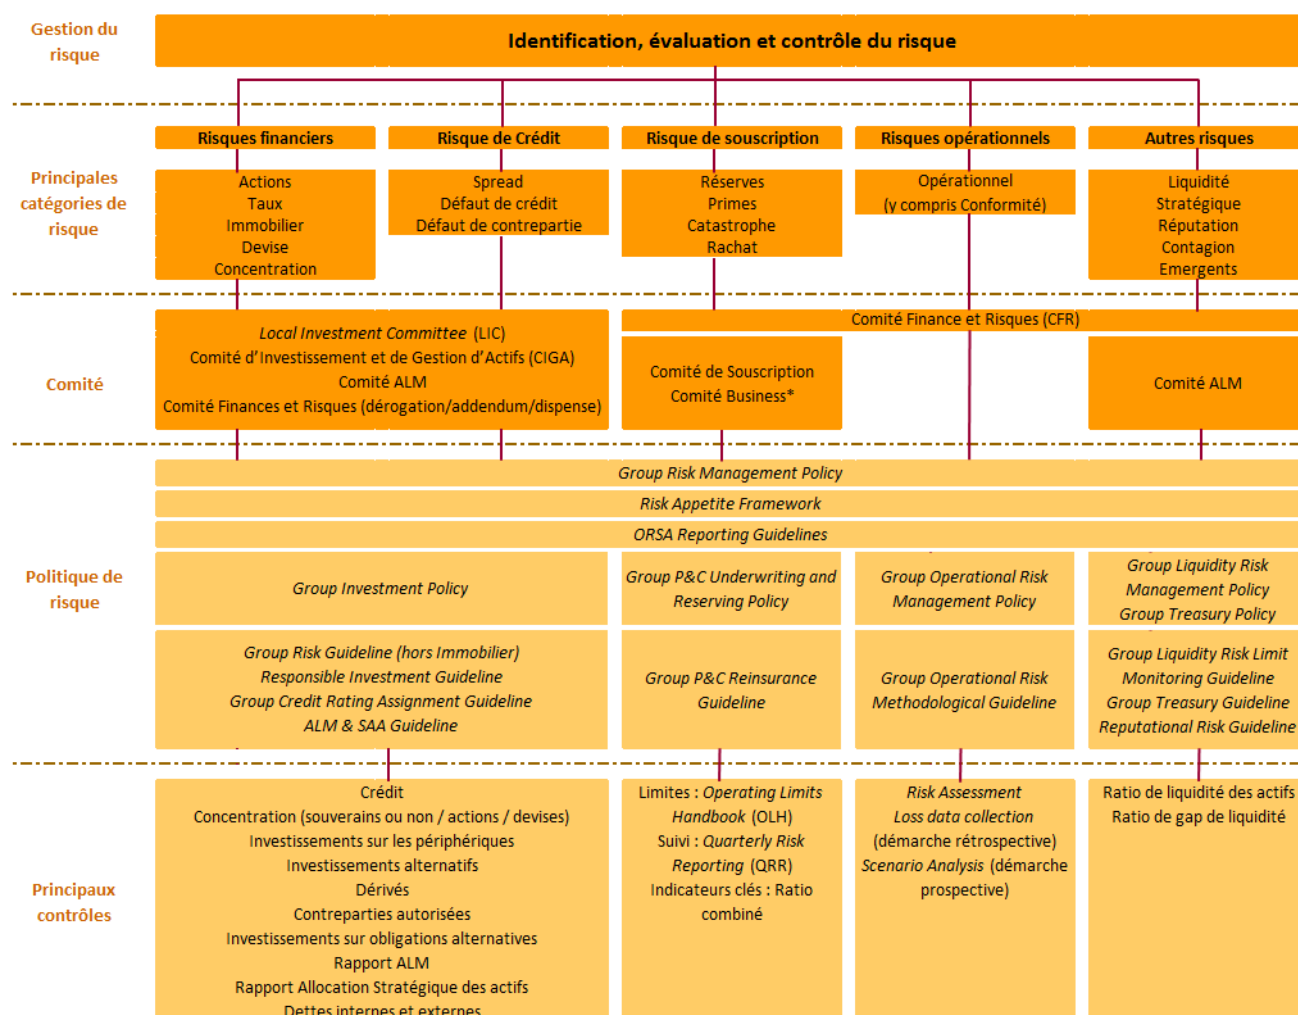 Gestion du
risque
Identification, évaluation et contrôle du risque
Principales
catégories de
risque
Risques financiers
Actions
Taux
Immobilier
Devise
Concentration
Risque de Crédit
Spread
Défaut de crédit
Défaut de contrepartie
Risque de souscription
Réserves
Primes
Catastrophe
Rachat
Risques opérationnels
Opérationnel
(y compris Conformité)
Autres risques
Liquidité
Stratégique
Réputation
Contagion
Emergents
Comité
Local Investment Committee (LIC)
Comité d'Investissement et de Gestion d'Actifs (CIGA)
Comité ALM
Comité Finances et Risques (dérogation/addendum/dispense)
Comité Finance et Risques (CFR)
Comité de Souscription
Comité Business*
Comité ALM
Politique de
risque
Group Risk Management Policy
Risk Appetite Framework
ORSA Reporting Guidelines
Group Investment Policy
Group P&C Underwriting and
Reserving Policy
Group Operational Risk
Management Policy
Group Liquidity Risk
Management Policy
Group Treasury Policy
Group Risk Guideline (hors Immobilier)
Responsible Investment Guideline
Group Credit Rating Assignment Guideline
ALM & SAA Guideline
Group P&C Reinsurance
Guideline
Group Operational Risk
Methodological Guideline
Group Liquidity Risk Limit
Monitoring Guideline
Group Treasury Guideline
Reputational Risk Guideline
Principaux
contrôles
Crédit
Concentration (souverains ou non / actions / devises)
Investissements sur les périphériques
Investissements alternatifs
Dérivés
Contreparties autorisées
Investissements sur obligations alternatives
Rapport ALM
Rapport Allocation Stratégique des actifs
Dettes internes et externes
Limites : Operating Limits
Handbook (OLH)
Suivi : Quarterly Risk
Reporting (QRR)
Indicateurs clés : Ratio
combiné
Risk Assessment
Loss data collection
(démarche rétrospective)
Scenario Analysis (démarche
prospective)
Ratio de liquidité des actifs
Ratio de gap de liquidité